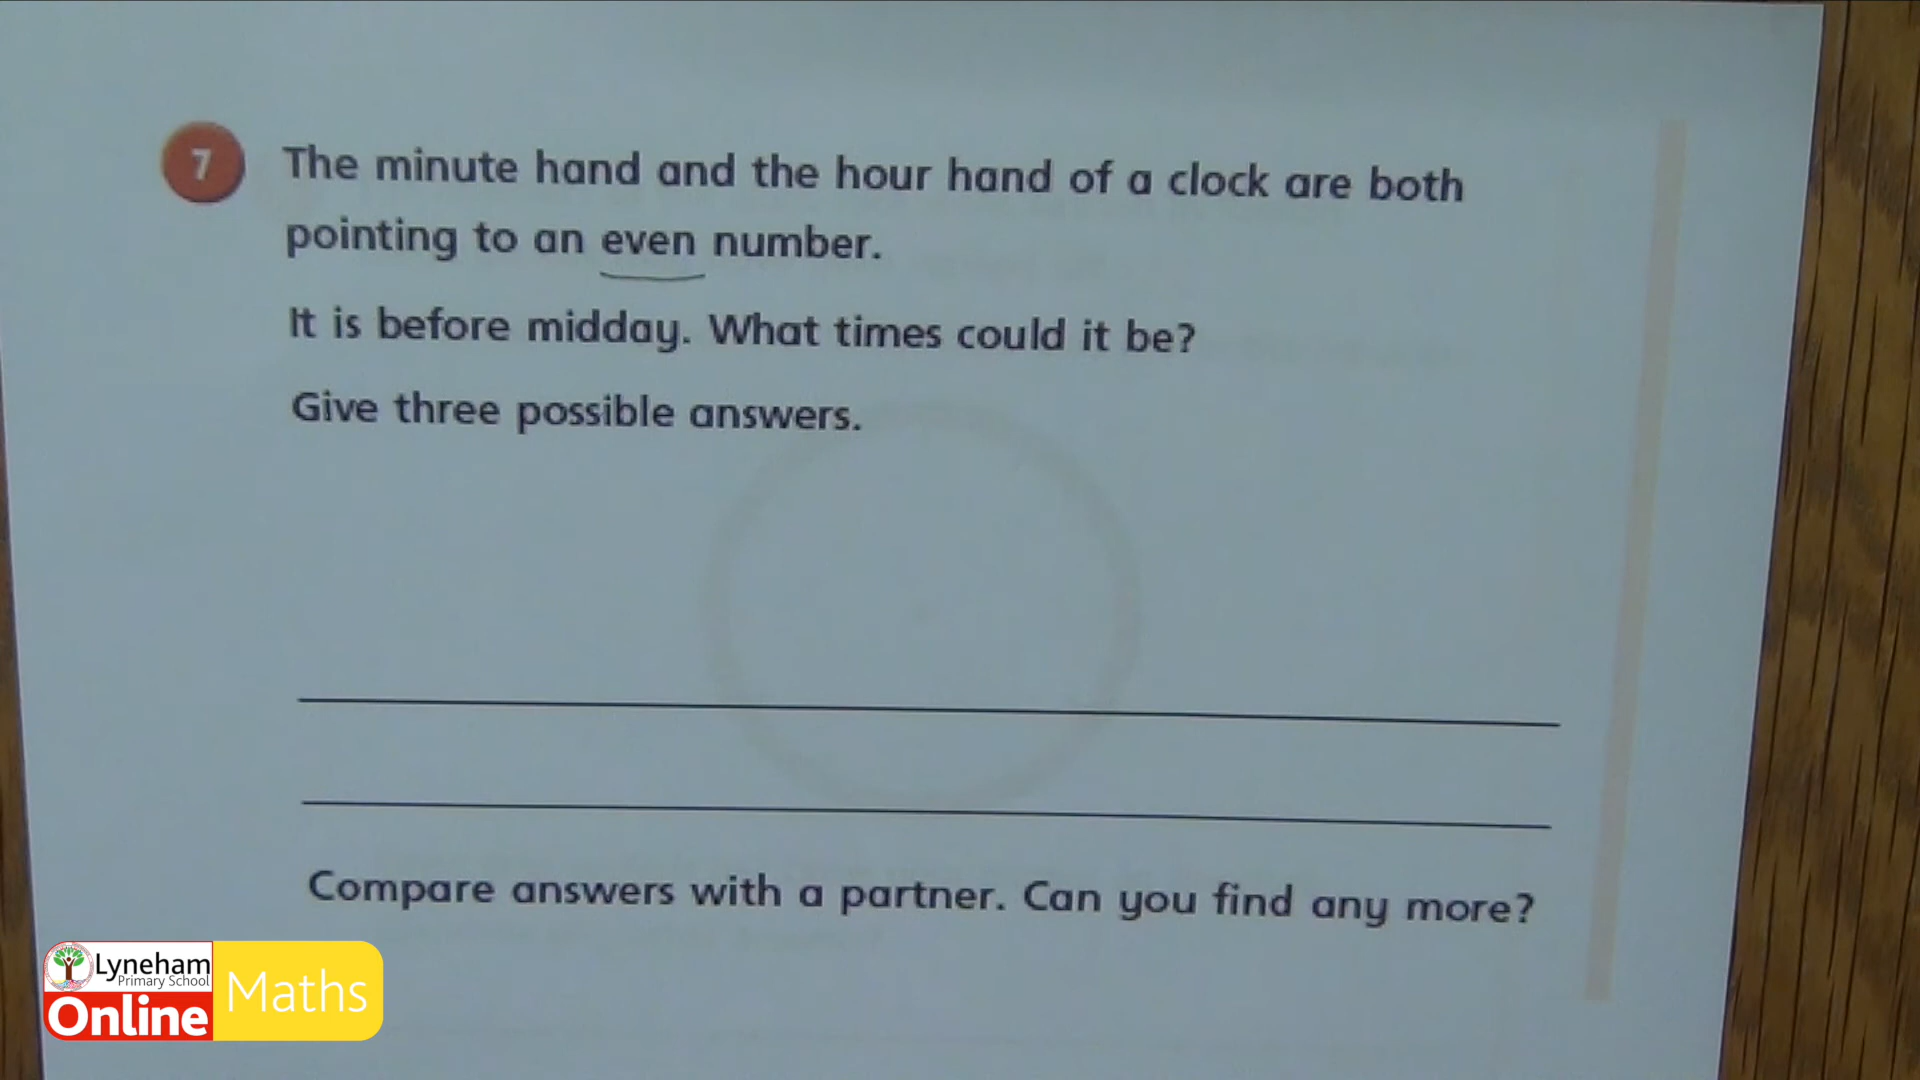 7
The minute hand and the hour hand of a clock are both
pointing to an even number.
It is before midday. What times could it be?
Give three possible answers.
Compare answers with a partner. Can you find any more?
Lyneham
Primary School
Online
Maths